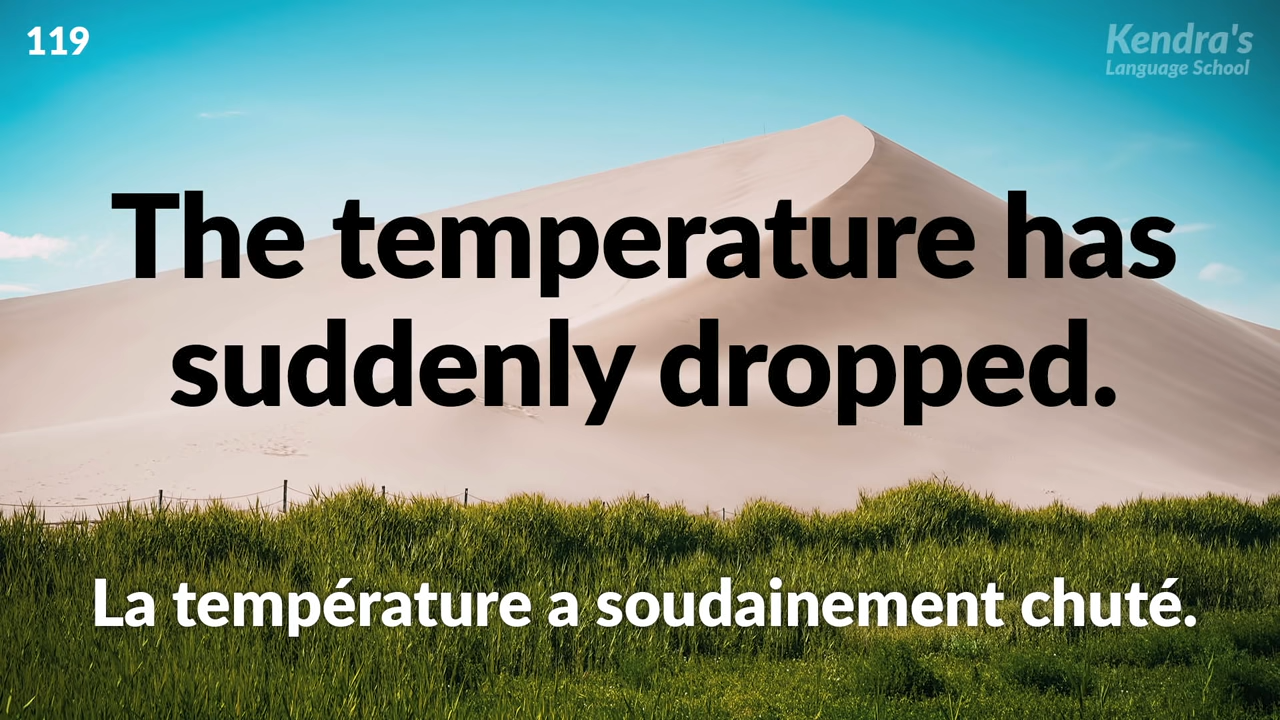 119
Kendra's
Language School
The temperature has
suddenly dropped.
La température a soudainement chuté.